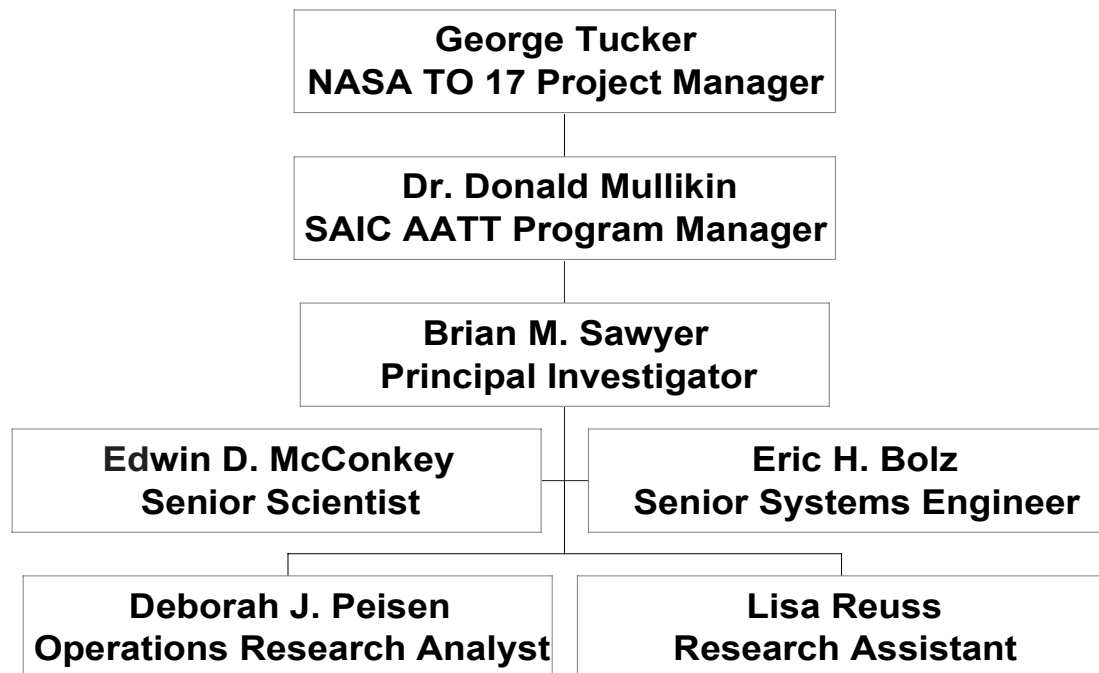 George Tucker
NASA TO 17 Project Manager
Dr. Donald Mullikin
SAIC AATT Program Manager
Brian M. Sawyer
Principal Investigator
Edwin D. McConkey
Senior Scientist
Eric H. Bolz
Senior Systems Engineer
Deborah J. Peisen
Operations Research Analyst
Lisa Reuss
Research Assistant